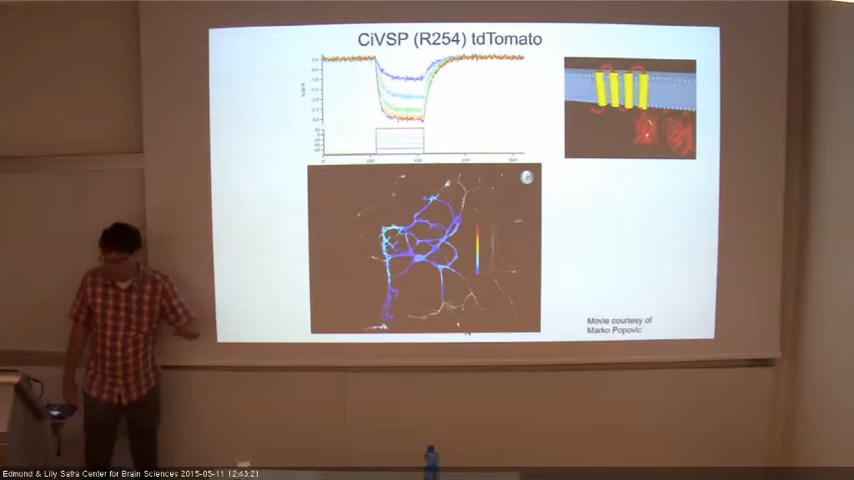 CiVSP (R254) tdTomato
Movie courtesy of
Marko Popovic
Edmond & Lily Safra Center for Brain Sciences 2015-05-11 12:43:21